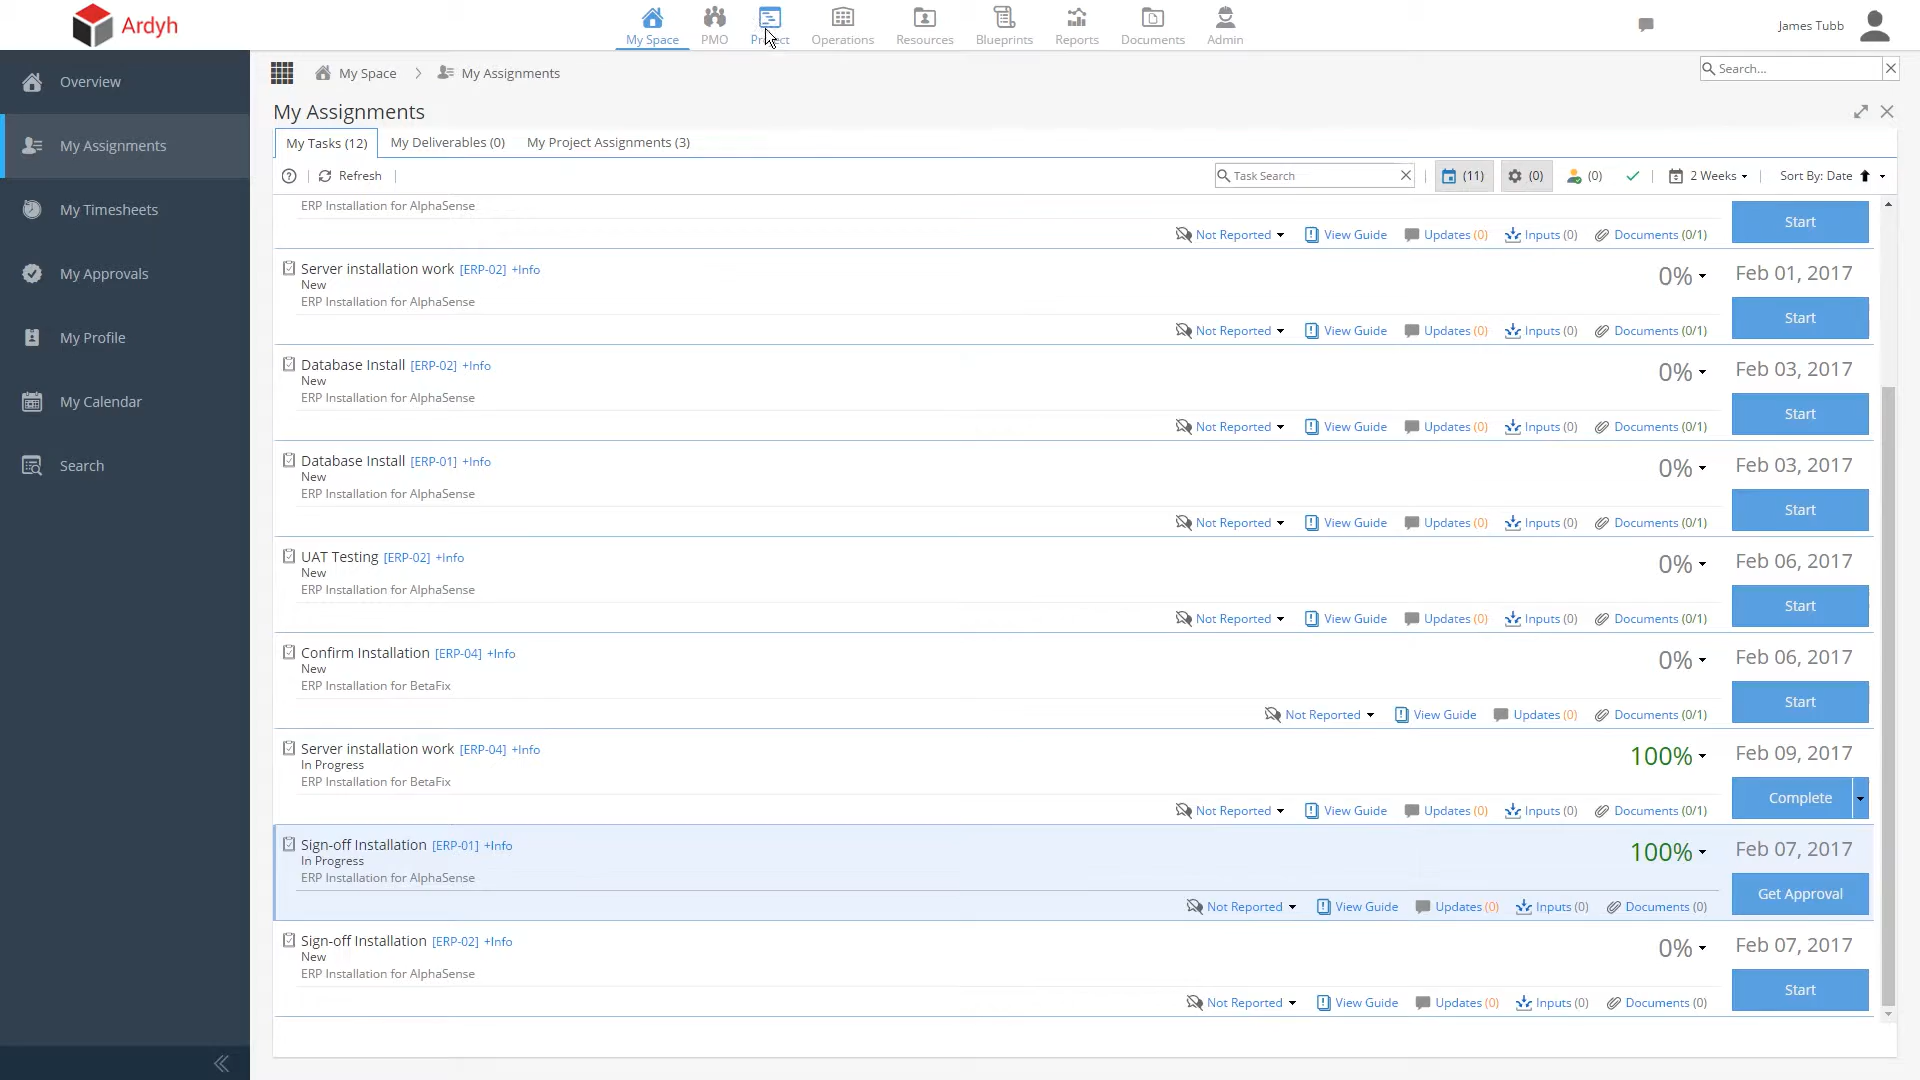 Ardyh
My Space
PMO
Project
Operations
Resources
Blueprints
Reports
Documents
Admin
James Tubb
Overview
My Assignments
My Timesheets
My Approvals
My Profile
My Calendar
Search
My Space > My Assignments
Search...
My Assignments
My Tasks (12) My Deliverables (0) My Project Assignments (3)
Refresh
Task Search
(11) (0) (0) 2 Weeks Sort By: Date
ERP Installation for AlphaSense
Start
Not Reported View Guide Updates (0) Inputs (0) Documents (0/1)
Server installation work [ERP-02] +Info
New
ERP Installation for AlphaSense
0% Feb 01, 2017
Start
Not Reported View Guide Updates (0) Inputs (0) Documents (0/1)
Database Install [ERP-02] +Info
New
ERP Installation for AlphaSense
0% Feb 03, 2017
Start
Not Reported View Guide Updates (0) Inputs (0) Documents (0/1)
Database Install [ERP-01] +Info
New
ERP Installation for AlphaSense
0% Feb 03, 2017
Start
Not Reported View Guide Updates (0) Inputs (0) Documents (0/1)
UAT Testing [ERP-02] +Info
New
ERP Installation for AlphaSense
0% Feb 06, 2017
Start
Not Reported View Guide Updates (0) Inputs (0) Documents (0/1)
Confirm Installation [ERP-04] +Info
New
ERP Installation for BetaFix
0% Feb 06, 2017
Start
Not Reported View Guide Updates (0) Documents (0/1)
Server installation work [ERP-04] +Info
In Progress
ERP Installation for BetaFix
100% Feb 09, 2017
Complete
Not Reported View Guide Updates (0) Inputs (0) Documents (0/1)
Sign-off Installation [ERP-01] +Info
In Progress
ERP Installation for AlphaSense
100% Feb 07, 2017
Get Approval
Not Reported View Guide Updates (0) Inputs (0) Documents (0)
Sign-off Installation [ERP-02] +Info
New
ERP Installation for AlphaSense
0% Feb 07, 2017
Start
Not Reported View Guide Updates (0) Inputs (0) Documents (0)